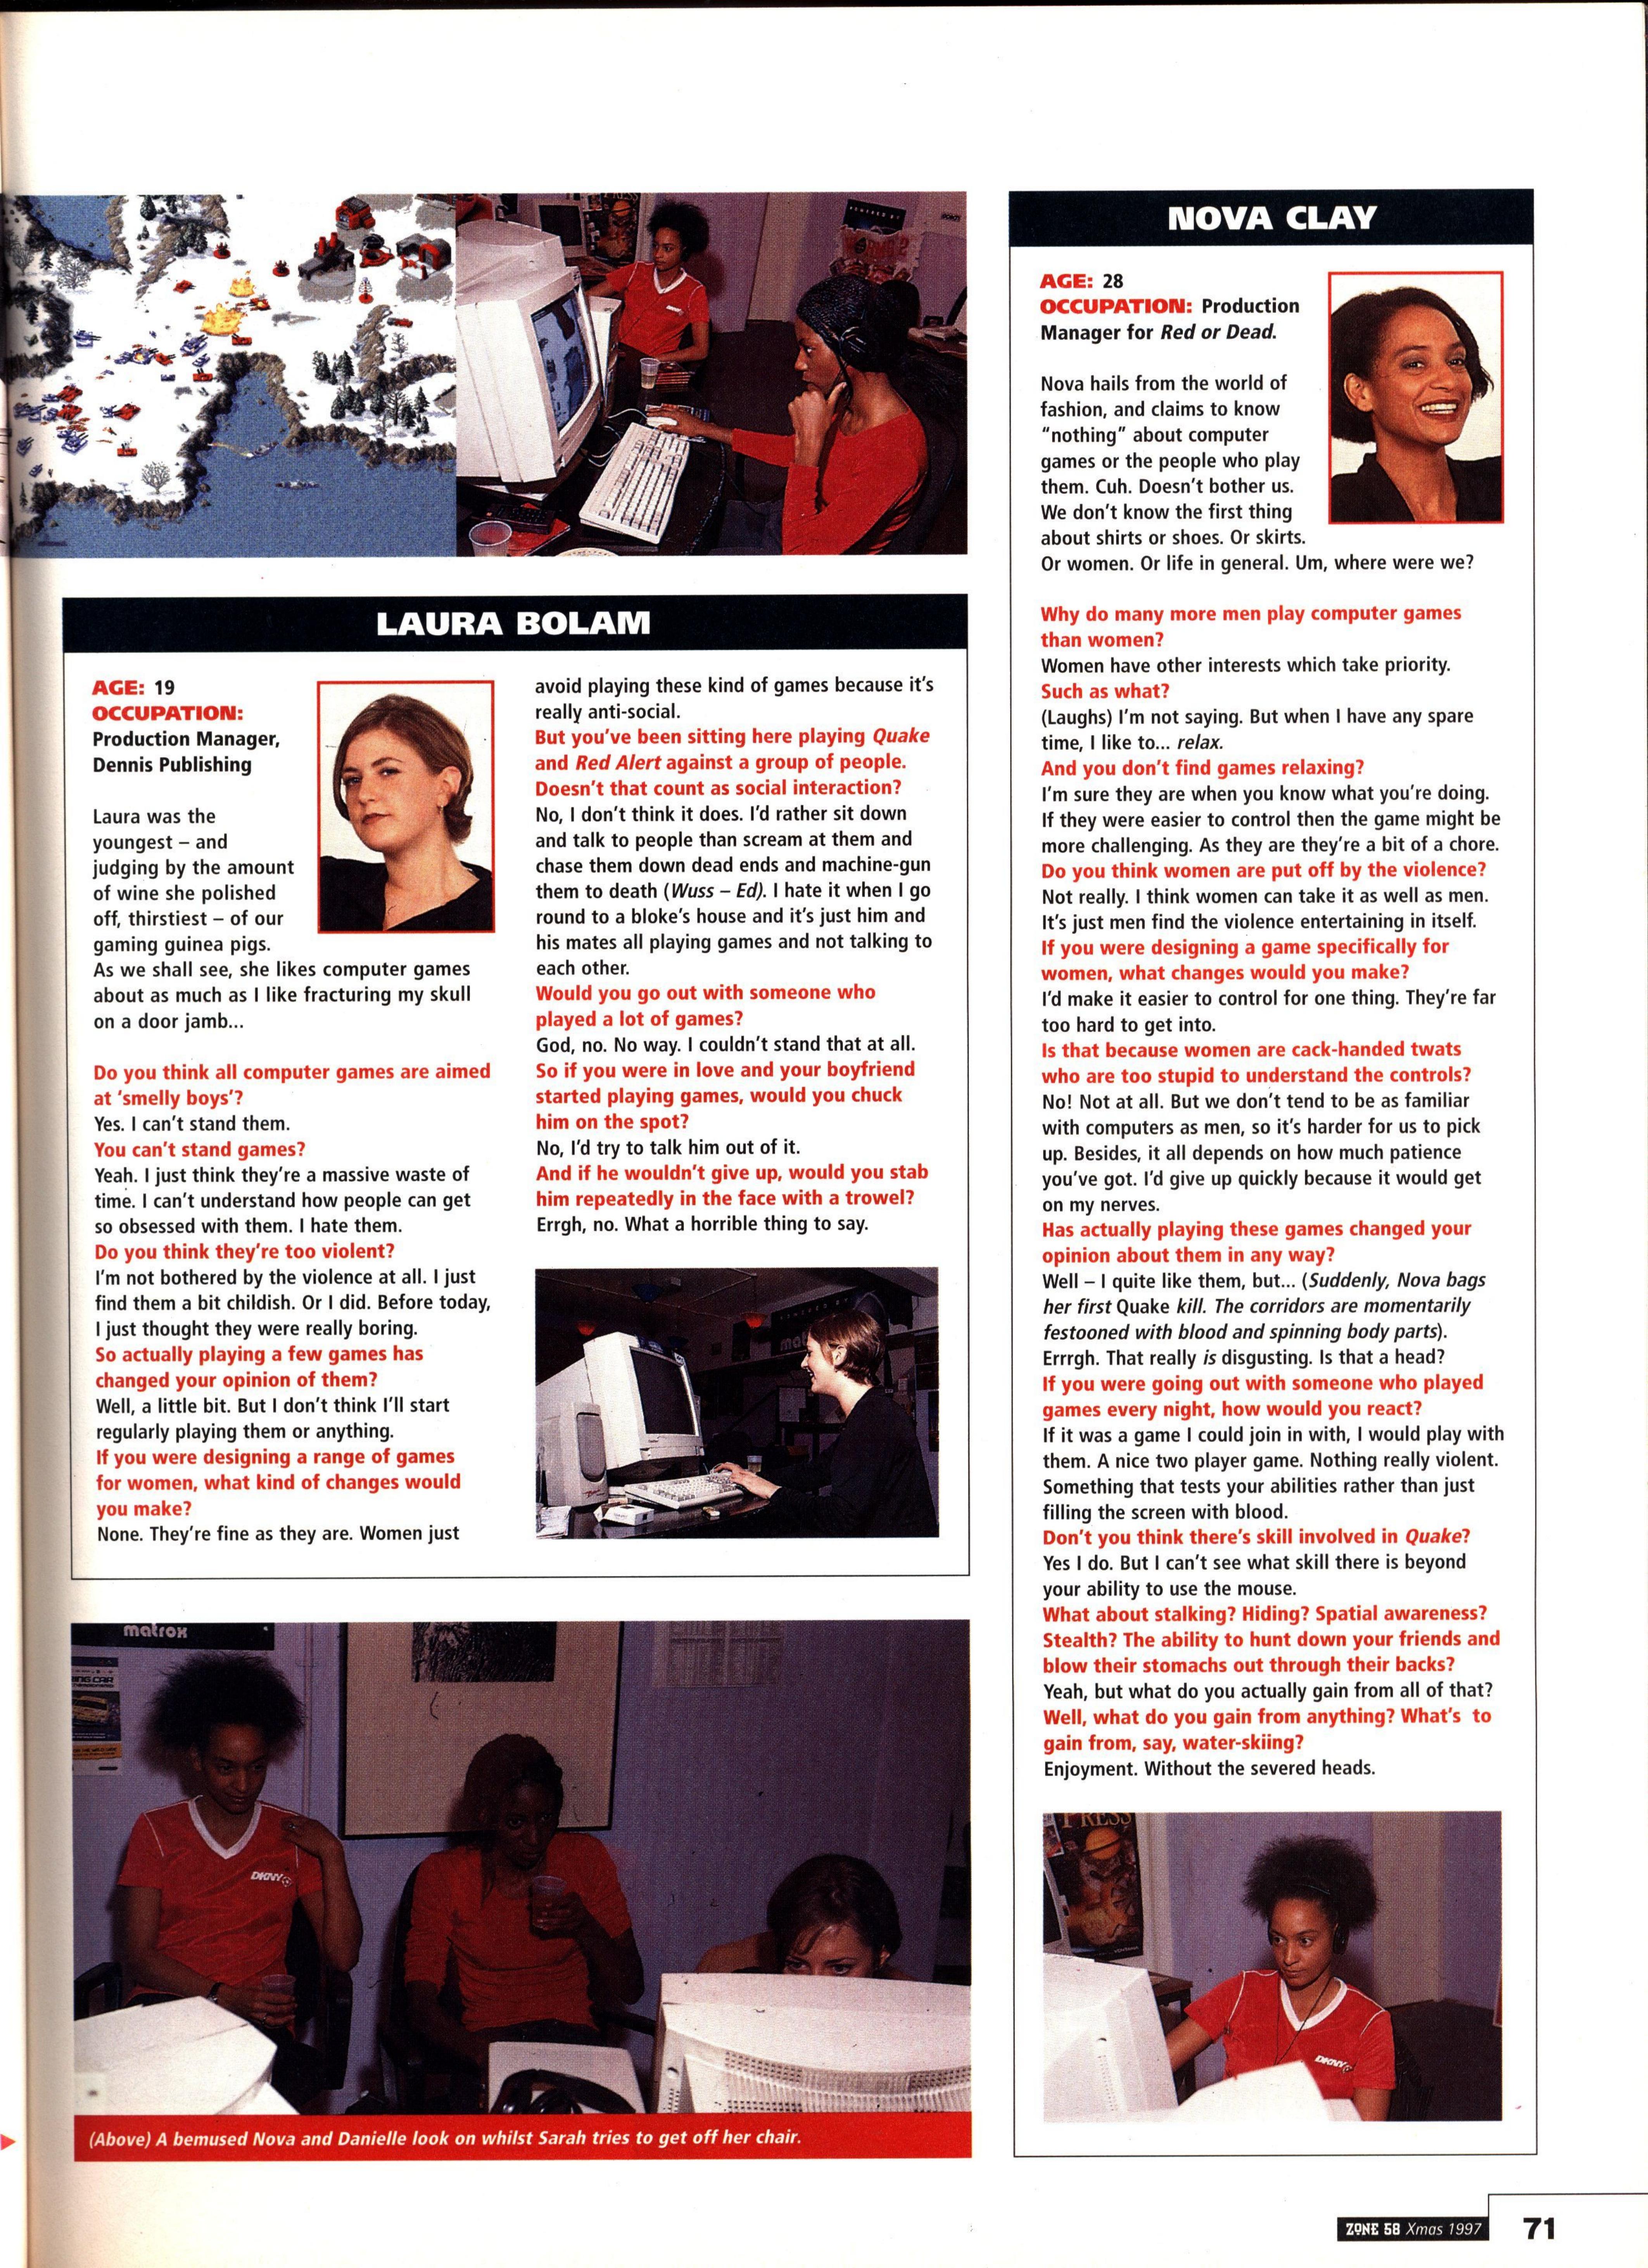 LAURA BOLAM
AGE: 19
OCCUPATION:
Production Manager,
Dennis Publishing
Laura was the
youngest – and
judging by the amount
of wine she polished
off, thirstiest – of our
gaming guinea pigs.
As we shall see, she likes computer games
about as much as I like fracturing my skull
on a door jamb...
Do you think all computer games are aimed
at ‘smelly boys’?
Yes. I can’t stand them.
You can’t stand games?
Yeah. I just think they’re a massive waste of
time. I can’t understand how people can get
so obsessed with them. I hate them.
Do you think they’re too violent?
I’m not bothered by the violence at all. I just
find them a bit childish. Or I did. Before today,
I just thought they were really boring.
So actually playing a few games has
changed your opinion of them?
Well, a little bit. But I don’t think I’ll start
regularly playing them or anything.
If you were designing a range of games
for women, what kind of changes would
you make?
None. They’re fine as they are. Women just
avoid playing these kind of games because it’s
really anti-social.
But you’ve been sitting here playing Quake
and Red Alert against a group of people.
Doesn’t that count as social interaction?
No, I don’t think it does. I’d rather sit down
and talk to people than scream at them and
chase them down dead ends and machine-gun
them to death (Wuss – Ed). I hate it when I go
round to a bloke’s house and it’s just him and
his mates all playing games and not talking to
each other.
Would you go out with someone who
played a lot of games?
God, no. No way. I couldn’t stand that at all.
So if you were in love and your boyfriend
started playing games, would you chuck
him on the spot?
No, I’d try to talk him out of it.
And if he wouldn’t give up, would you stab
him repeatedly in the face with a trowel?
Errgh, no. What a horrible thing to say.
matrox
DKNY
(Above) A bemused Nova and Danielle look on whilst Sarah tries to get off her chair.
NOVA CLAY
AGE: 28
OCCUPATION: Production
Manager for Red or Dead.
Nova hails from the world of
fashion, and claims to know
“nothing” about computer
games or the people who play
them. Cuh. Doesn’t bother us.
We don’t know the first thing
about shirts or shoes. Or skirts.
Or women. Or life in general. Um, where were we?
Why do many more men play computer games
than women?
Women have other interests which take priority.
Such as what?
(Laughs) I’m not saying. But when I have any spare
time, I like to... relax.
And you don’t find games relaxing?
I’m sure they are when you know what you’re doing.
If they were easier to control then the game might be
more challenging. As they are they’re a bit of a chore.
Do you think women are put off by the violence?
Not really. I think women can take it as well as men.
It’s just men find the violence entertaining in itself.
If you were designing a game specifically for
women, what changes would you make?
I’d make it easier to control for one thing. They’re far
too hard to get into.
Is that because women are cack-handed twats
who are too stupid to understand the controls?
No! Not at all. But we don’t tend to be as familiar
with computers as men, so it’s harder for us to pick
up. Besides, it all depends on how much patience
you’ve got. I’d give up quickly because it would get
on my nerves.
Has actually playing these games changed your
opinion about them in any way?
Well – I quite like them, but... (Suddenly, Nova bags
her first Quake kill. The corridors are momentarily
festooned with blood and spinning body parts).
Errrgh. That really is disgusting. Is that a head?
If you were going out with someone who played
games every night, how would you react?
If it was a game I could join in with, I would play with
them. A nice two player game. Nothing really violent.
Something that tests your abilities rather than just
filling the screen with blood.
Don’t you think there’s skill involved in Quake?
Yes I do. But I can’t see what skill there is beyond
your ability to use the mouse.
What about stalking? Hiding? Spatial awareness?
Stealth? The ability to hunt down your friends and
blow their stomachs out through their backs?
Yeah, but what do you actually gain from all of that?
Well, what do you gain from anything? What’s to
gain from, say, water-skiing?
Enjoyment. Without the severed heads.
PRESS
DKNY
ZONE 58 Xmas 1997
71